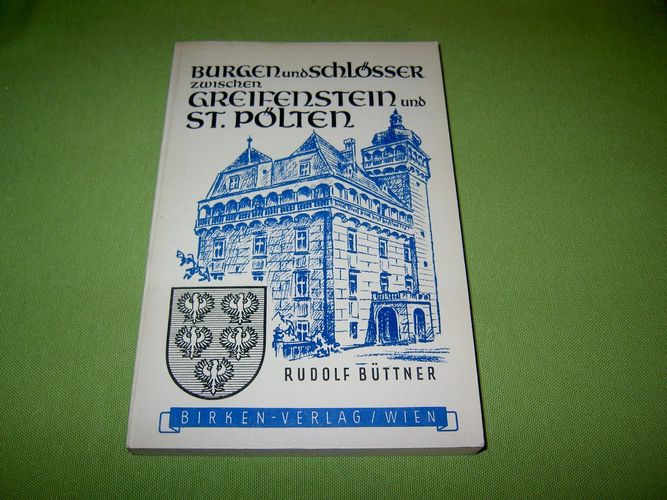 BURGEN und SCHLÖSSER
ZWISCHEN
GREIFENSTEIN und
ST. PÖLTEN
RUDOLF BÜTTNER
BIRKEN-VERLAG/WIEN